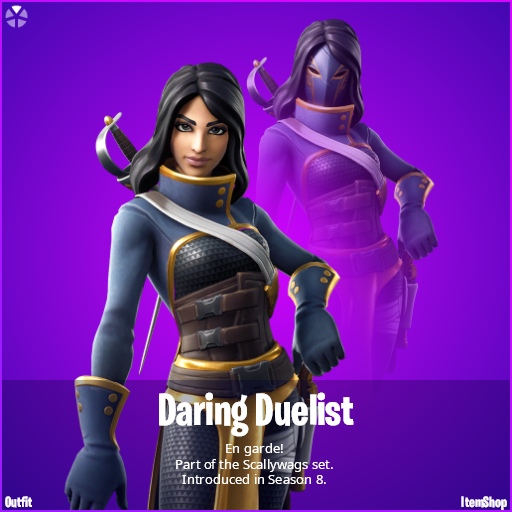 Daring Duelist
En garde!
Part of the Scallywags set.
Introduced in Season 8.
Outfit
ItemShop